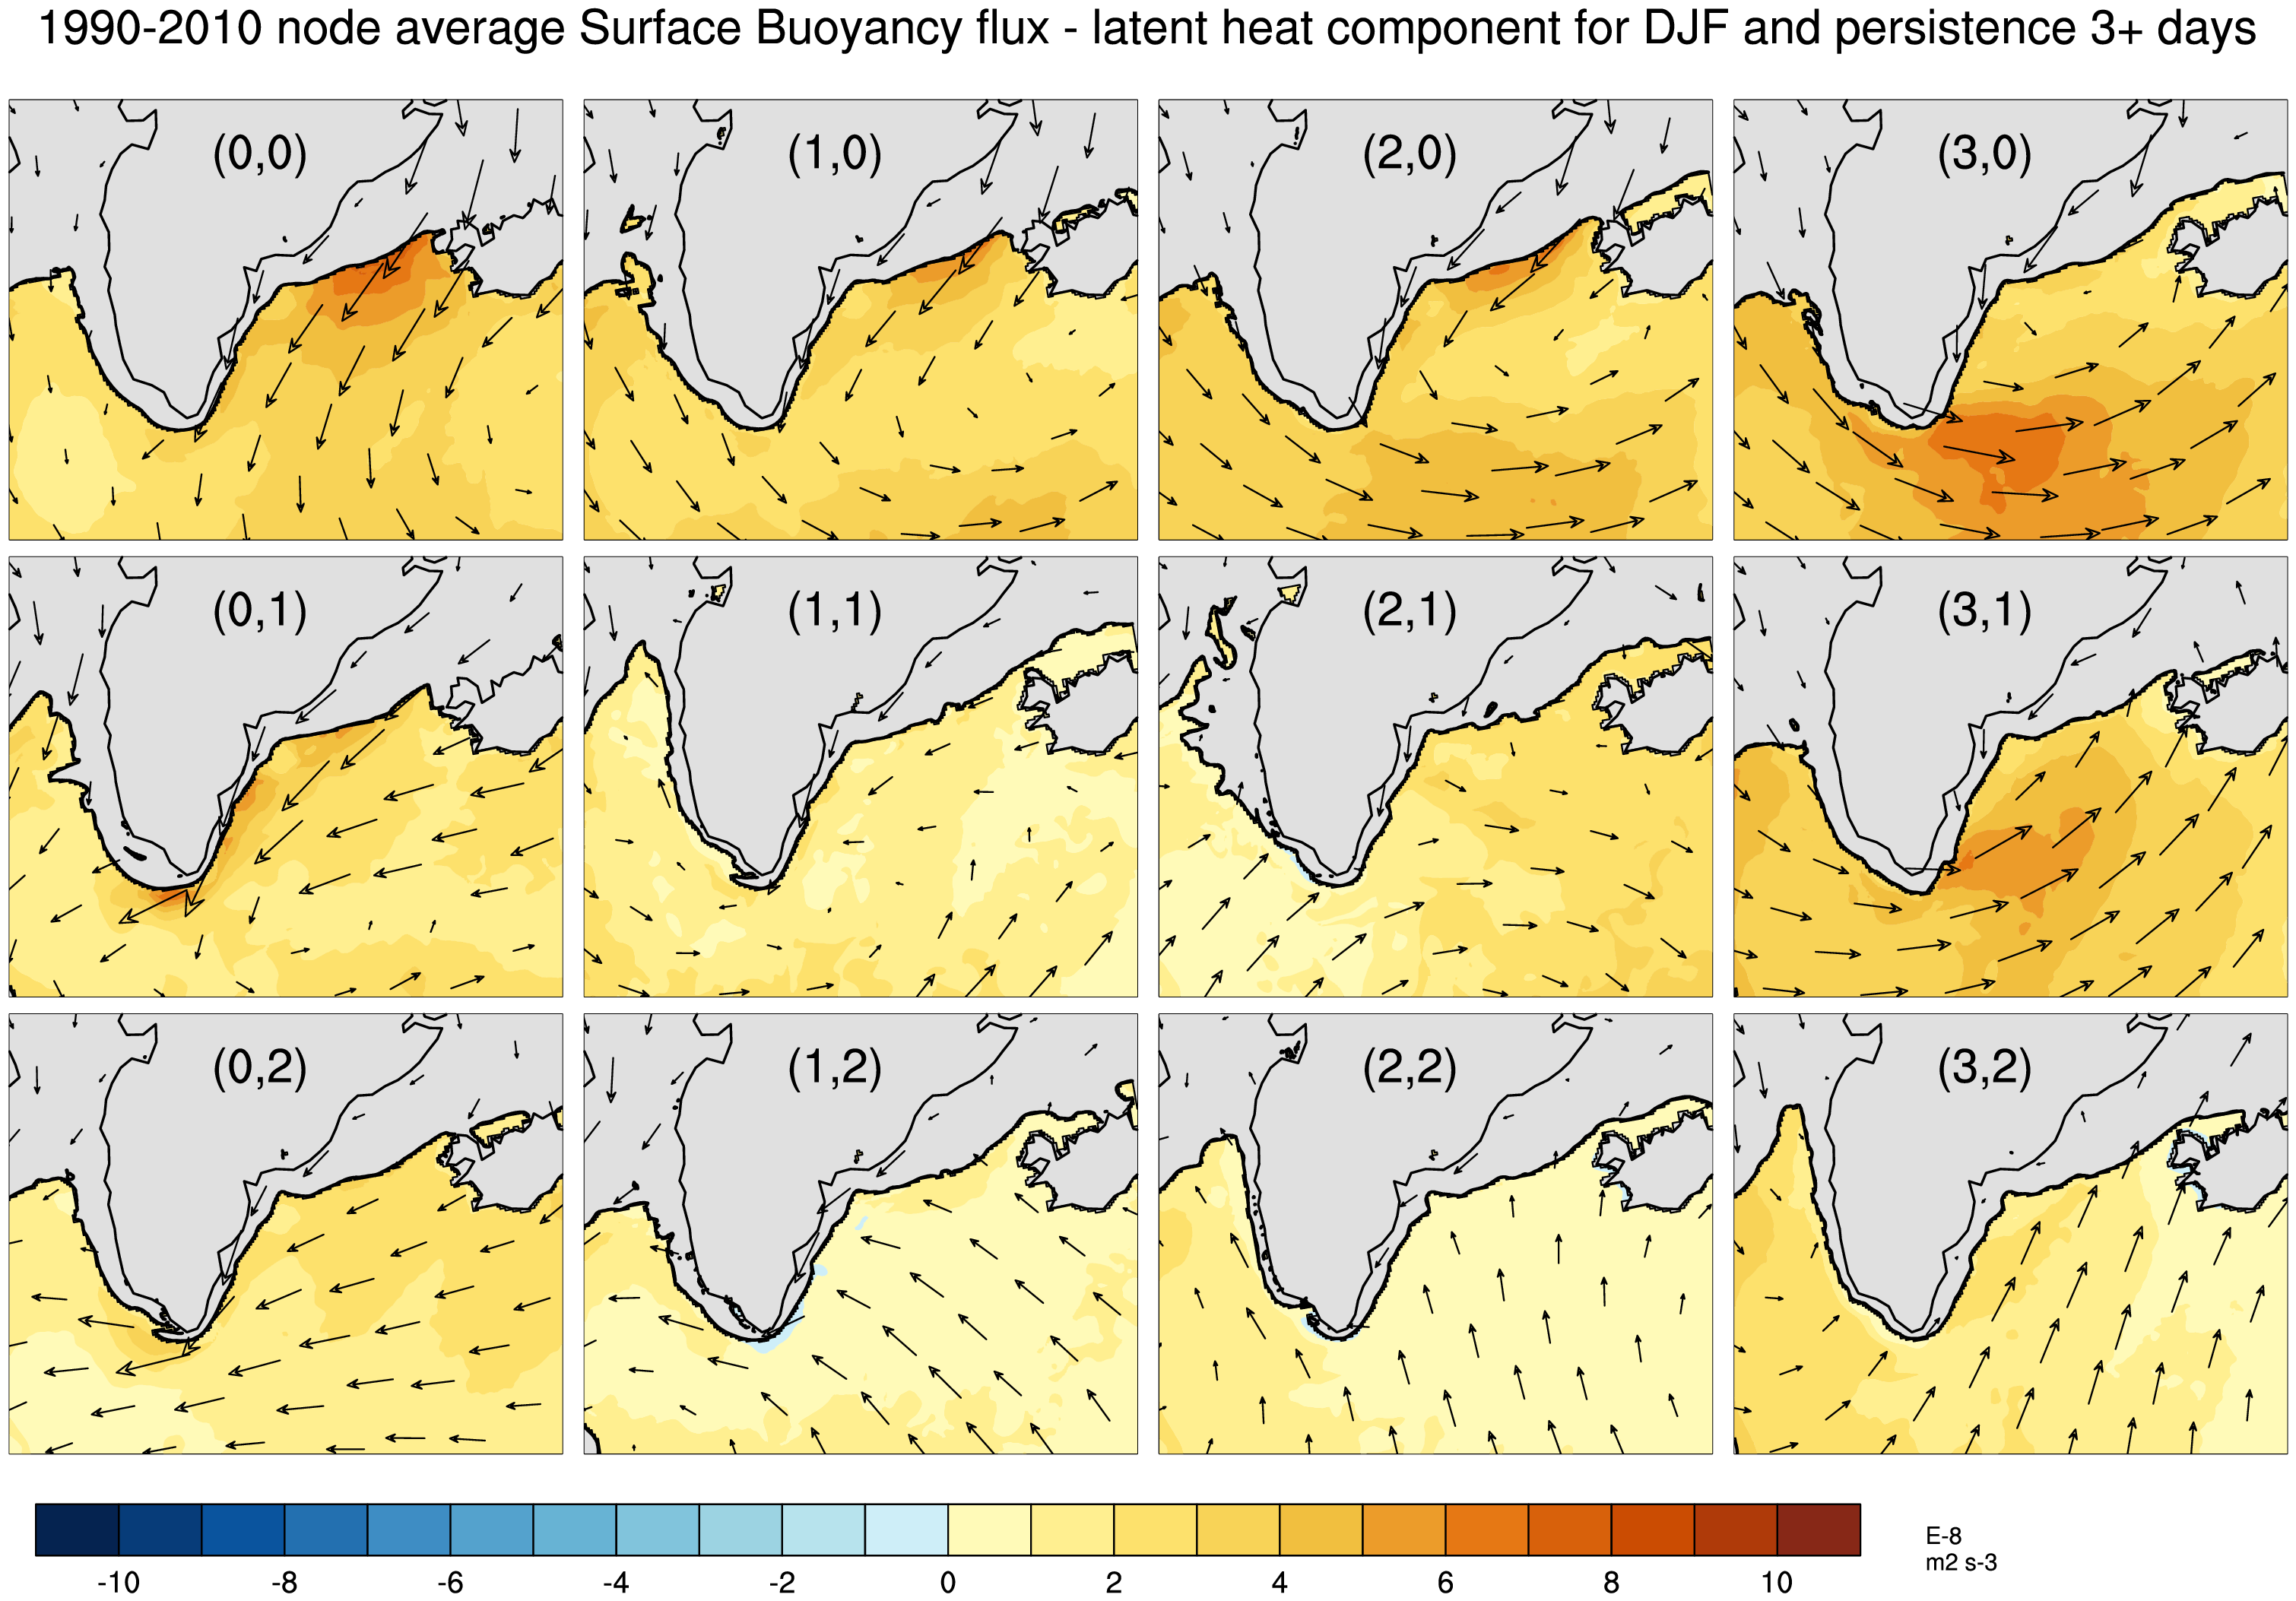 1990-2010 node average Surface Buoyancy flux - latent heat component for DJF and persistence 3+ days
(0,0) (1,0) (2,0) (3,0)
(0,1) (1,1) (2,1) (3,1)
(0,2) (1,2) (2,2) (3,2)
E-8
m2 s-3
-10 -8 -6 -4 -2 0 2 4 6 8 10